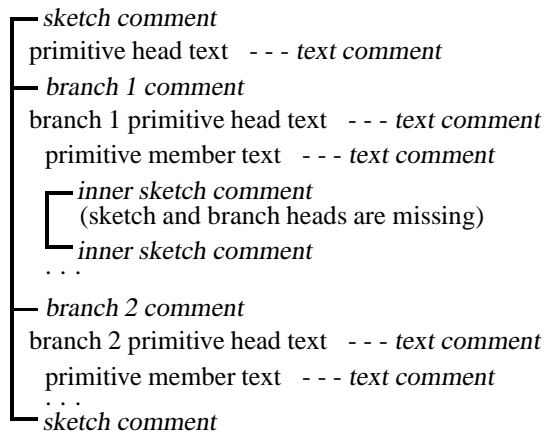 sketch comment
primitive head text - - - text comment
branch 1 comment
branch 1 primitive head text - - - text comment
primitive member text - - - text comment
inner sketch comment
(sketch and branch heads are missing)
inner sketch comment
. . .
branch 2 comment
branch 2 primitive head text - - - text comment
primitive member text - - - text comment
. . .
sketch comment